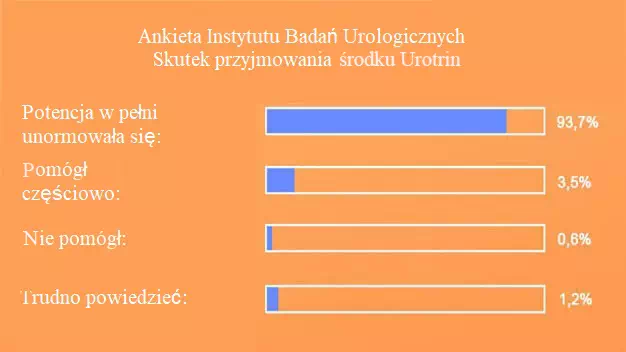 Ankieta Instytutu Badań Urologicznych
Skutek przyjmowania środku Urotrin
Potencja w pełni
unormowała się:
93,7%
Pomógł
częściowo:
3,5%
Nie pomógł:
0,6%
Trudno powiedzieć:
1,2%